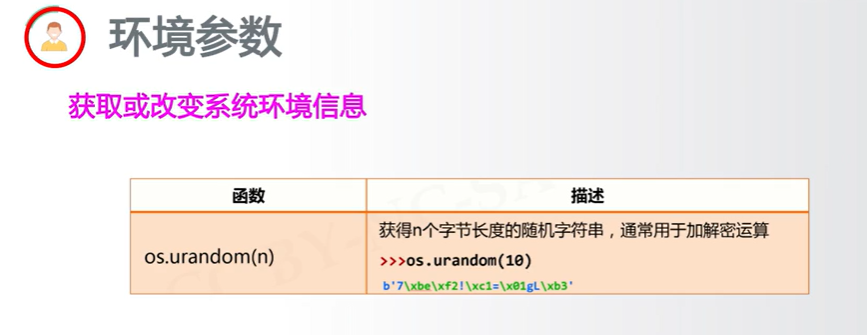 环境参数
获取或改变系统环境信息
函数 描述
os.urandom(n)
获得n个字节长度的随机字符串，通常用于加解密运算
>>>os.urandom(10)
b'7\xbe\xf2!\xc1=\x01gL\xb3'